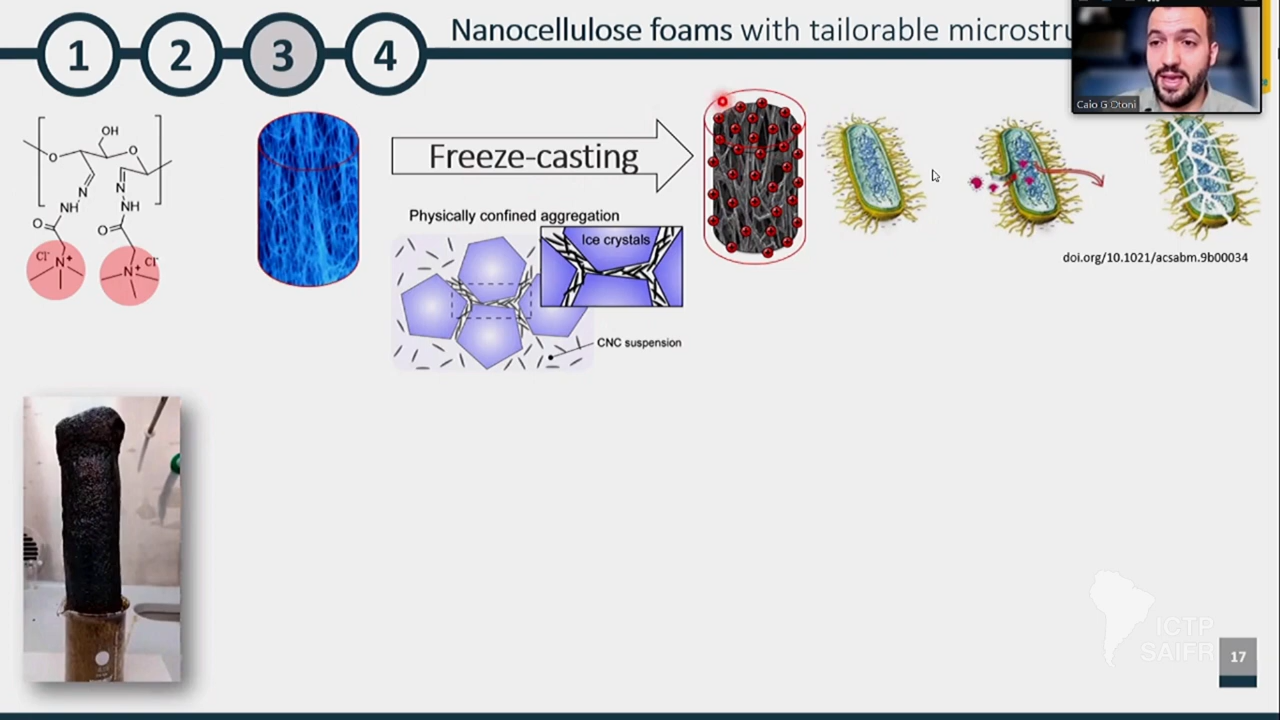 1 2 3 4
Nanocellulose foams with tailorable
Caio G Otoni
OH
O
O
N
N
NH
NH
O
O
Cl⁻
N⁺
N⁺
Cl⁻
Freeze-casting
Physically confined aggregation
Ice crystals
CNC suspension
doi.org/10.1021/acsabm.9b00034
ICTP
SAIFR
17